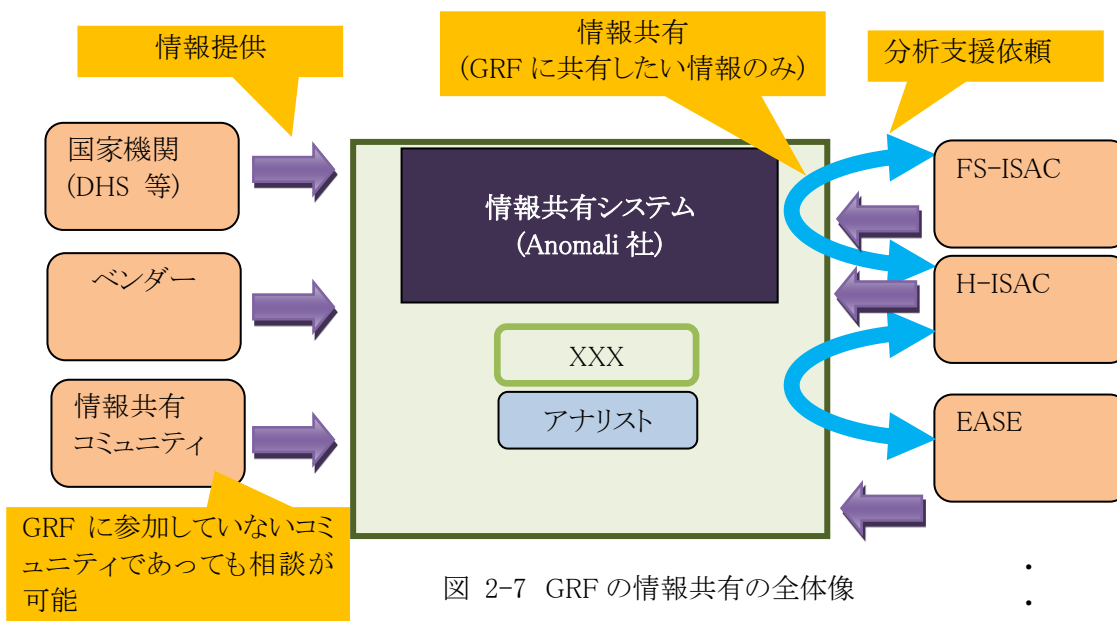 情報提供
情報共有
(GRF に共有したい情報のみ)
分析支援依頼
国家機関
(DHS 等)
ベンダー
情報共有
コミュニティ
GRF に参加していないコミ
ュニティであっても相談が
可能
情報共有システム
(Anomali 社)
XXX
アナリスト
FS-ISAC
H-ISAC
EASE
・
・
図 2-7 GRF の情報共有の全体像